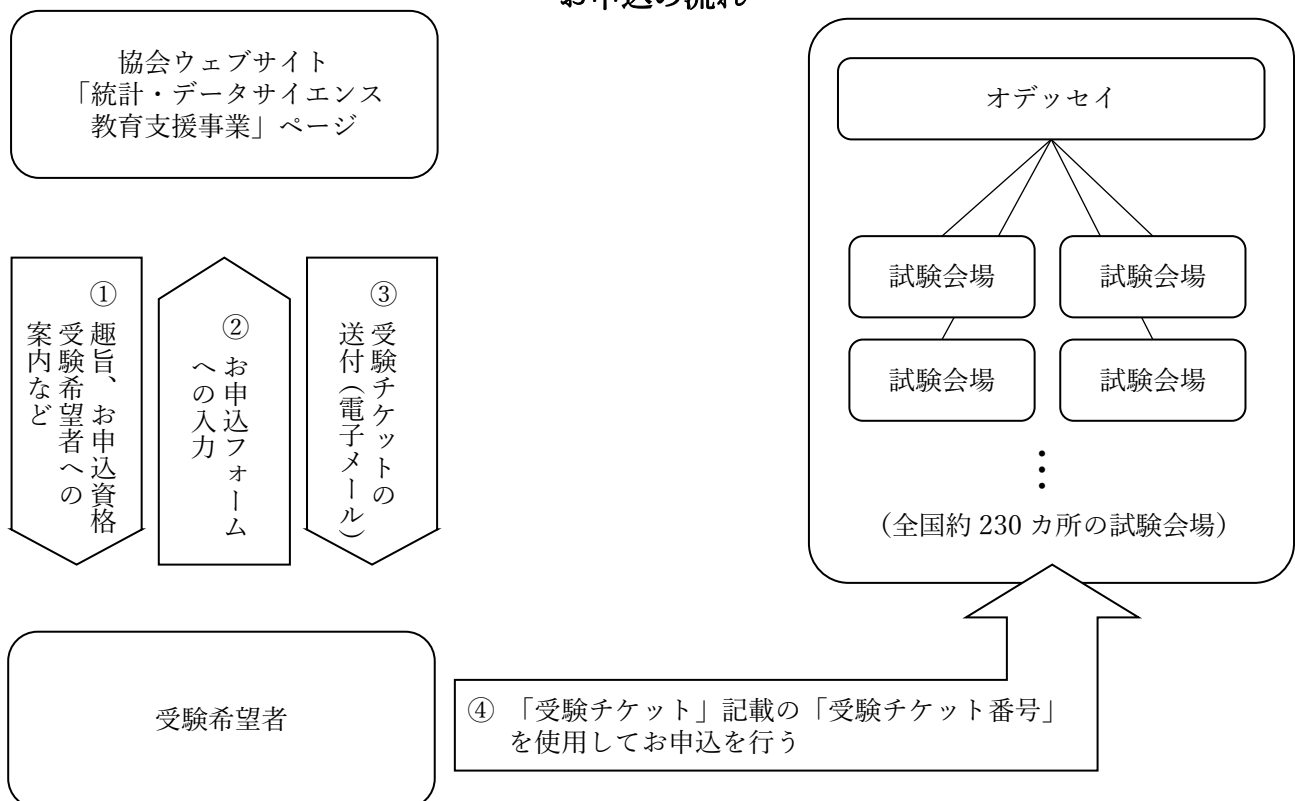 お申込の流れ
協会ウェブサイト
「統計・データサイエンス
教育支援事業」ページ
オデッセイ
試験会場
試験会場
試験会場
試験会場
⋮
(全国約 230 カ所の試験会場)
①
趣旨、お申込資格
受験希望者への
案内など
②
お申込フォーム
への入力
③
受験チケットの
送付(電子メール)
受験希望者
④ 「受験チケット」記載の「受験チケット番号」
を使用してお申込を行う